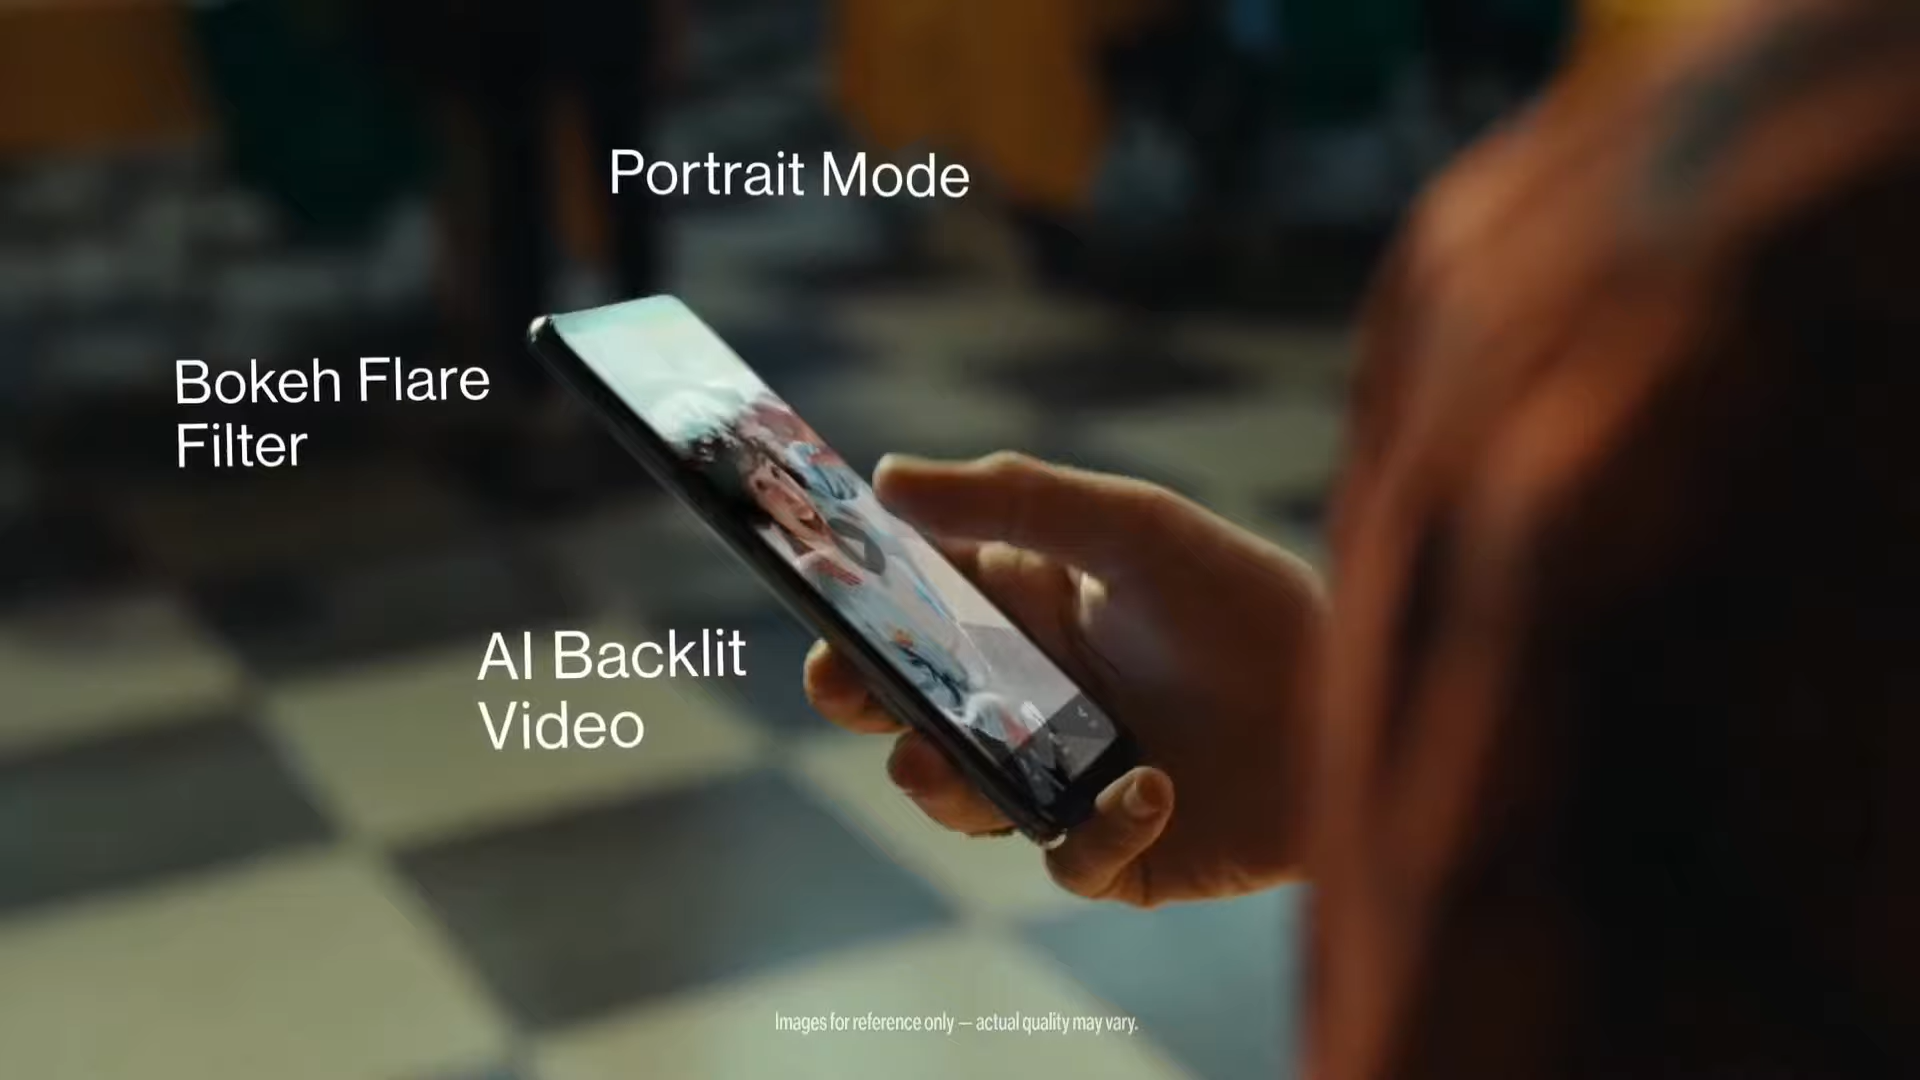 Portrait Mode
Bokeh Flare
Filter
AI Backlit
Video
Images for reference only — actual quality may vary.